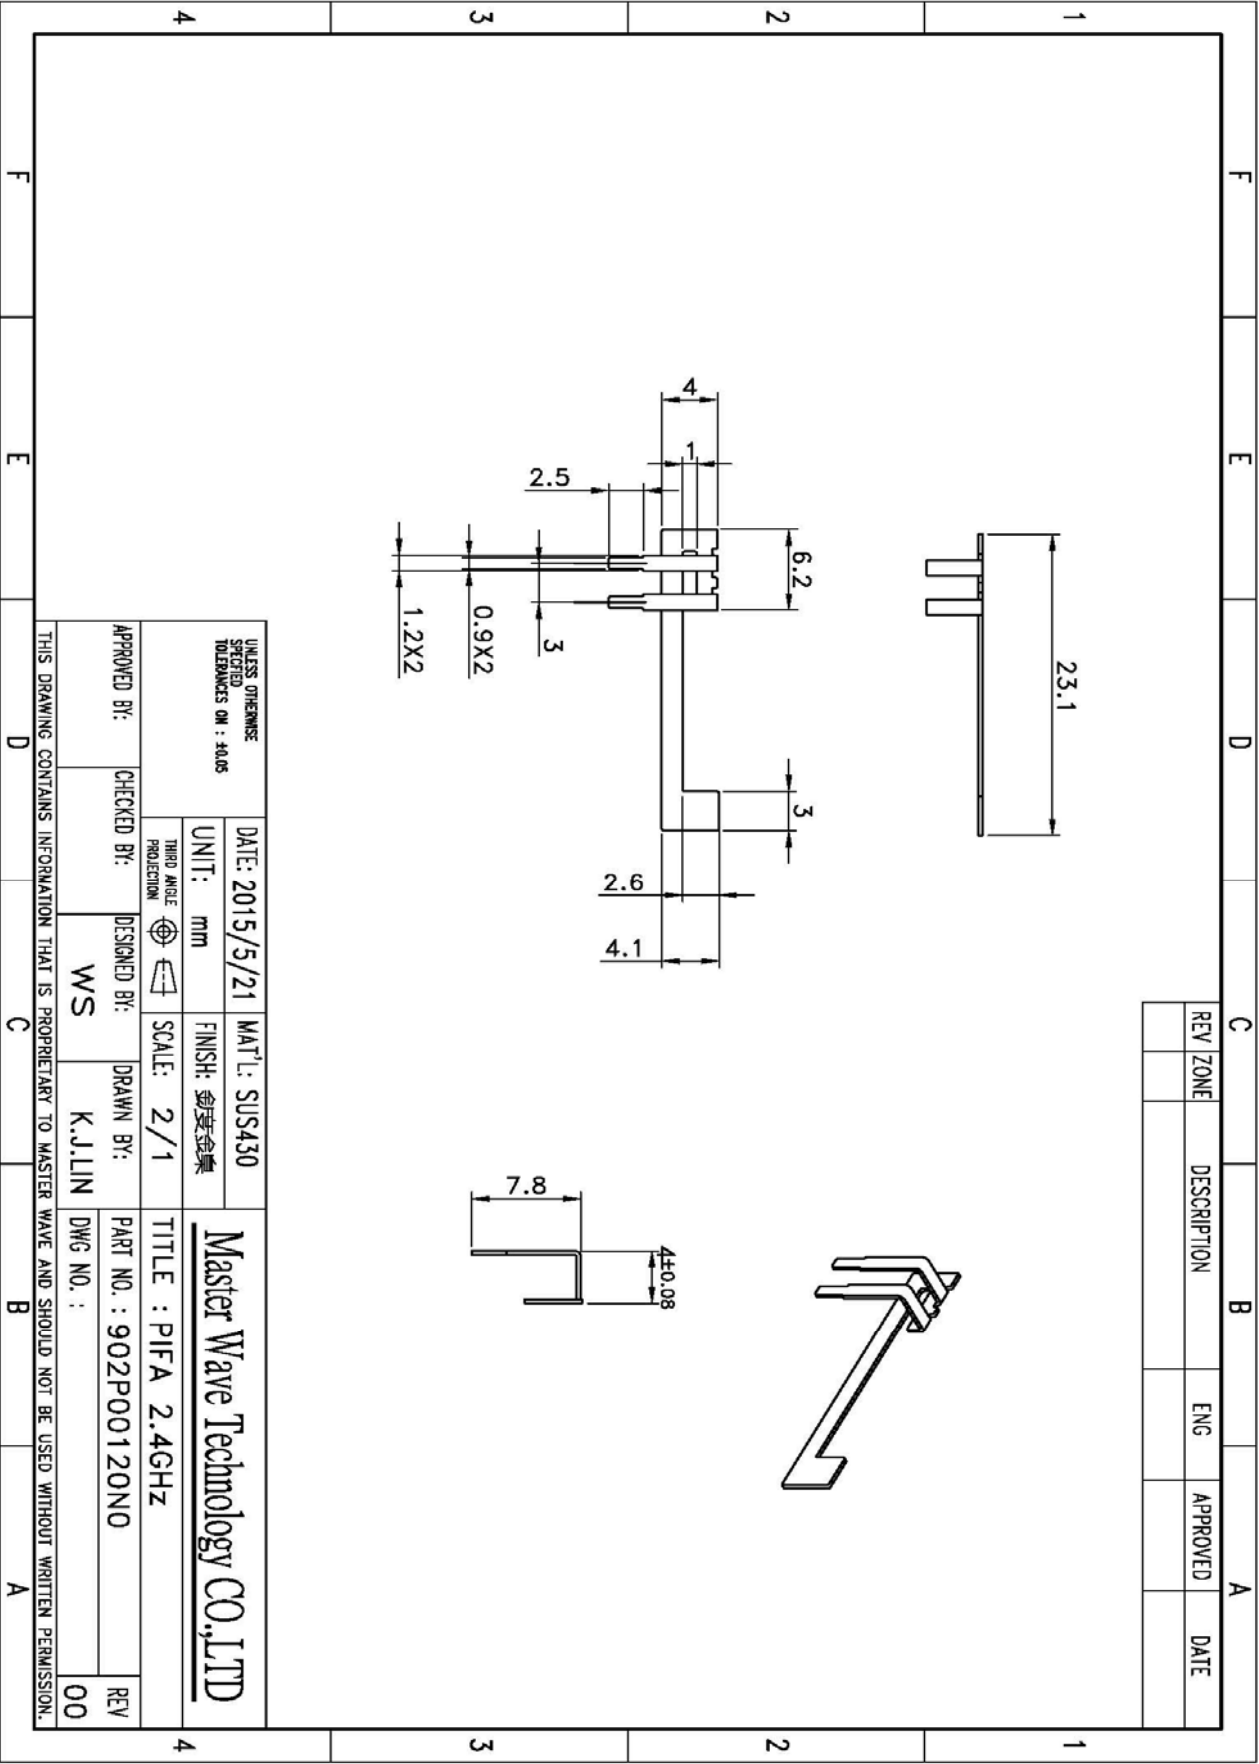 F E D C B A
REV ZONE DESCRIPTION ENG APPROVED DATE
1
1
23.1
2
2
6.2
3
4
1
2.5
3
0.9X2
1.2X2
2.6
4.1
4±0.08
7.8
3
3
4
4
UNLESS OTHERWISE
SPECIFIED
TOLERANCES ON : ±0.05
DATE: 2015/5/21
MAT'L: SUS430
UNIT: mm
FINISH:
THIRD ANGLE
PROJECTION
SCALE: 2/1
Master Wave Technology CO.,LTD
TITLE : PIFA 2.4GHz
APPROVED BY:
CHECKED BY:
DESIGNED BY:
WS
DRAWN BY:
K.J.LIN
PART NO. : 902P00120N0
DWG NO. :
REV
00
THIS DRAWING CONTAINS INFORMATION THAT IS PROPRIETARY TO MASTER WAVE AND SHOULD NOT BE USED WITHOUT WRITTEN PERMISSION.
F E D C B A